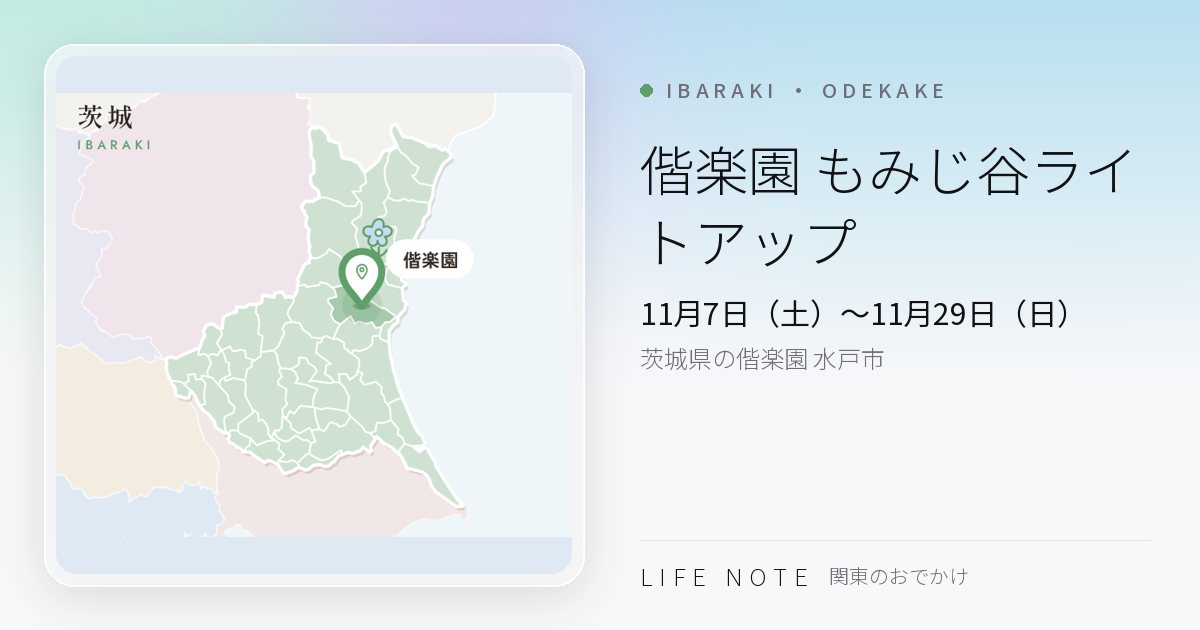 茨城
IBARAKI
偕楽園
IBARAKI・ODEKAKE
偕楽園 もみじ谷ライ
トアップ
11月7日（土）〜11月29日（日）
茨城県の偕楽園 水戸市
LIFE NOTE 関東のおでかけ